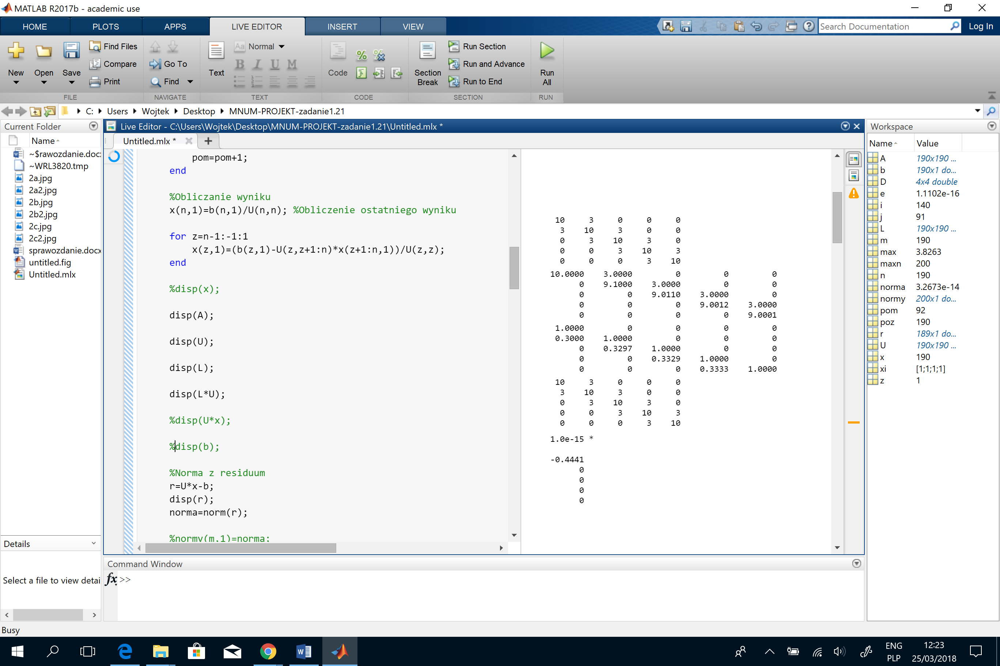 MATLAB R2017b - academic use
HOME PLOTS APPS LIVE EDITOR INSERT VIEW Search Documentation Log In
New Open Save Find Files Compare Print
FILE
Go To Find
NAVIGATE
Text Aa Normal B I U M
TEXT
Code
CODE
Section Break Run Section Run and Advance Run to End
SECTION
Run All
RUN
C: Users Wojtek Desktop MNUM-PROJEKT-zadanie1.21
Current Folder
Name
~$rawozdanie.doc
~WRL3820.tmp
2a.jpg
2a2.jpg
2b.jpg
2b2.jpg
2c.jpg
2c2.jpg
sprawozdanie.docx
untitled.fig
Untitled.mlx
Details
Select a file to view detai
Live Editor - C:\Users\Wojtek\Desktop\MNUM-PROJEKT-zadanie1.21\Untitled.mlx *
Untitled.mlx *
pom=pom+1;
end
%Obliczanie wyniku
x(n,1)=b(n,1)/U(n,n); %Obliczenie ostatniego wyniku
for z=n-1:-1:1
x(z,1)=(b(z,1)-U(z,z+1:n)*x(z+1:n,1))/U(z,z);
end
%disp(x);
disp(A);
disp(U);
disp(L);
disp(L*U);
%disp(U*x);
%disp(b);
%Norma z residuum
r=U*x-b;
disp(r);
norma=norm(r);
%normy(m,1)=norma;
10 3 0 0 0
3 10 3 0 0
0 3 10 3 0
0 0 3 10 3
0 0 0 3 10
10.0000 3.0000 0 0 0
0 9.1000 3.0000 0 0
0 0 9.0110 3.0000 0
0 0 0 9.0012 3.0000
0 0 0 0 9.0001
1.0000 0 0 0 0
0.3000 1.0000 0 0 0
0 0.3297 1.0000 0 0
0 0 0.3329 1.0000 0
0 0 0 0.3333 1.0000
10 3 0 0 0
3 10 3 0 0
0 3 10 3 0
0 0 3 10 3
0 0 0 3 10
1.0e-15 *
-0.4441
0
0
0
0
Command Window
fx >>
Workspace
Name Value
A 190x190 ...
b 190x1 do...
D 4x4 double
e 1.1102e-16
i 140
j 91
L 190x190 ...
m 190
max 3.8263
maxn 200
n 190
norma 3.2673e-14
normy 200x1 do...
pom 92
poz 190
r 189x1 do...
U 190x190 ...
x 190
xi [1;1;1;1]
z 1
Busy
ENG
PLP
12:23
25/03/2018